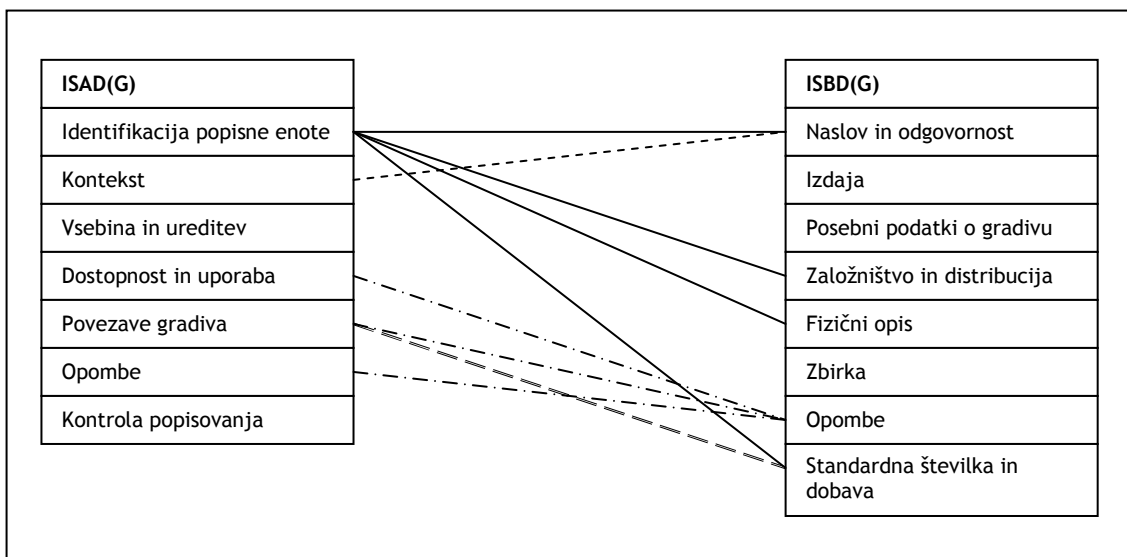 ISAD(G)
Identifikacija popisne enote
Kontekst
Vsebina in ureditev
Dostopnost in uporaba
Povezave gradiva
Opombe
Kontrola popisovanja
ISBD(G)
Naslov in odgovornost
Izdaja
Posebni podatki o gradivu
Založništvo in distribucija
Fizični opis
Zbirka
Opombe
Standardna številka in
dobava